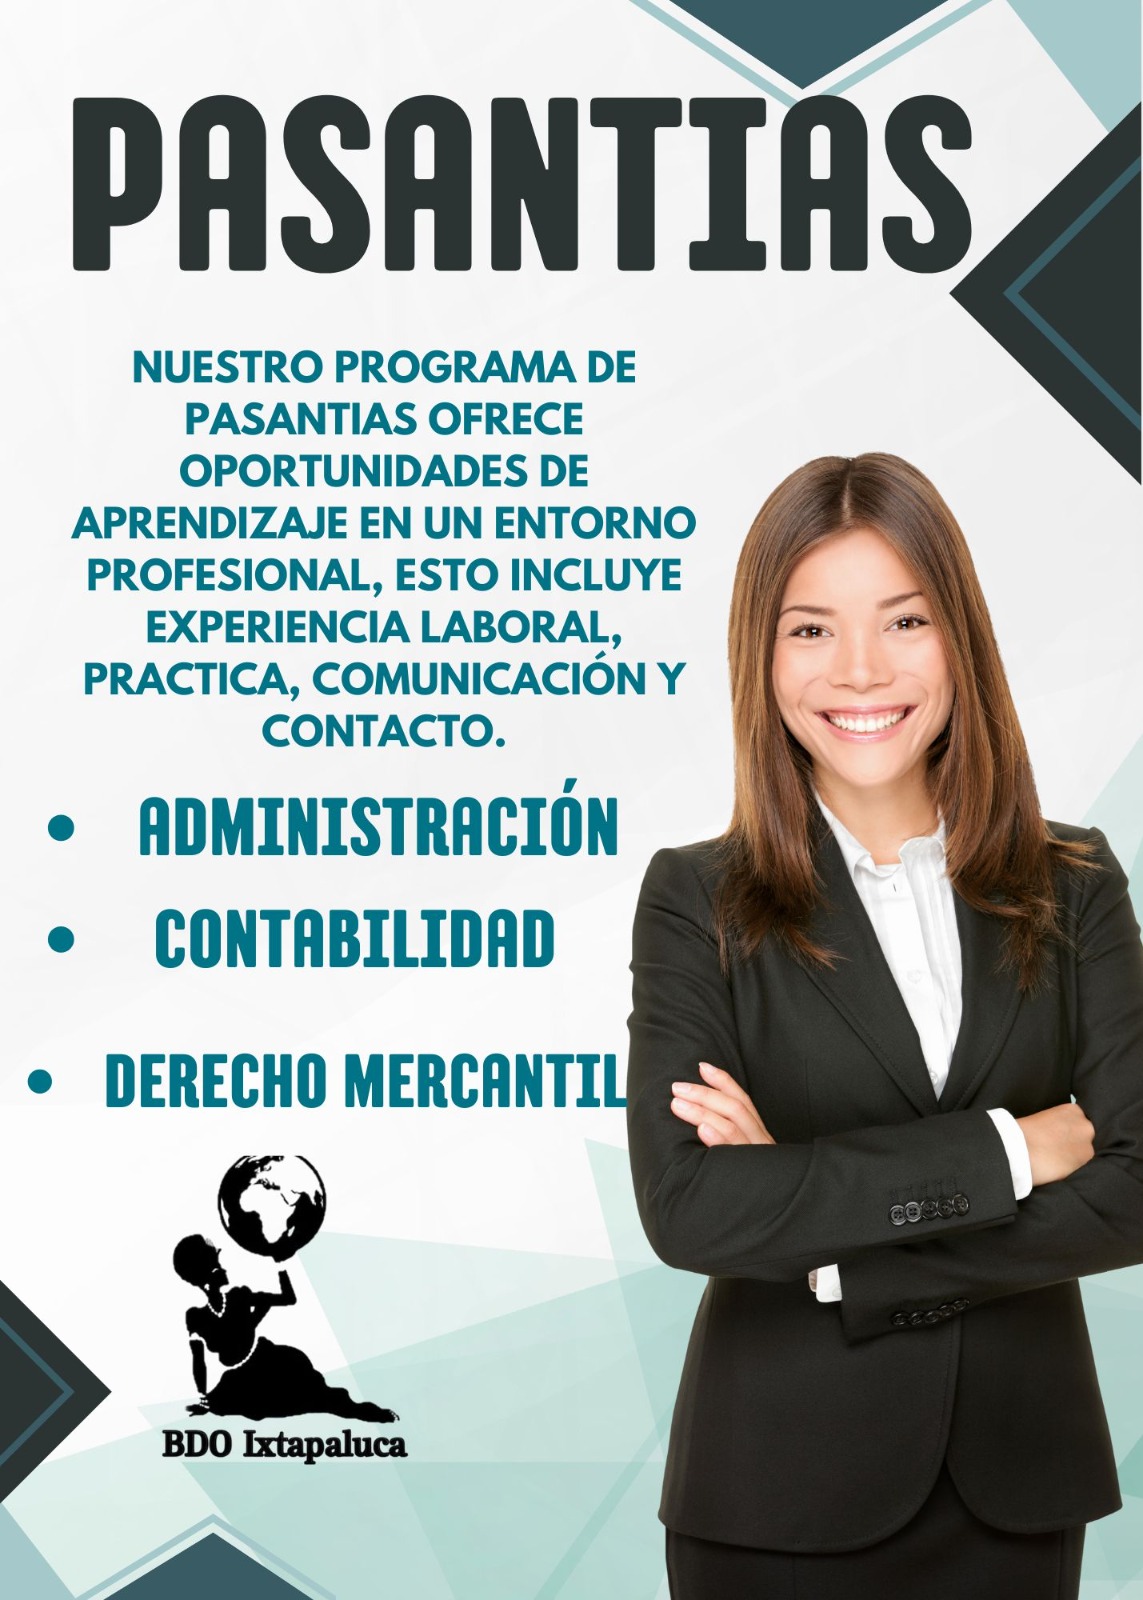 PASANTIAS
NUESTRO PROGRAMA DE
PASANTIAS OFRECE
OPORTUNIDADES DE
APRENDIZAJE EN UN ENTORNO
PROFESIONAL, ESTO INCLUYE
EXPERIENCIA LABORAL,
PRACTICA, COMUNICACIÓN Y
CONTACTO.
• ADMINISTRACIÓN
• CONTABILIDAD
• DERECHO MERCANTIL
BDO Ixtapaluca